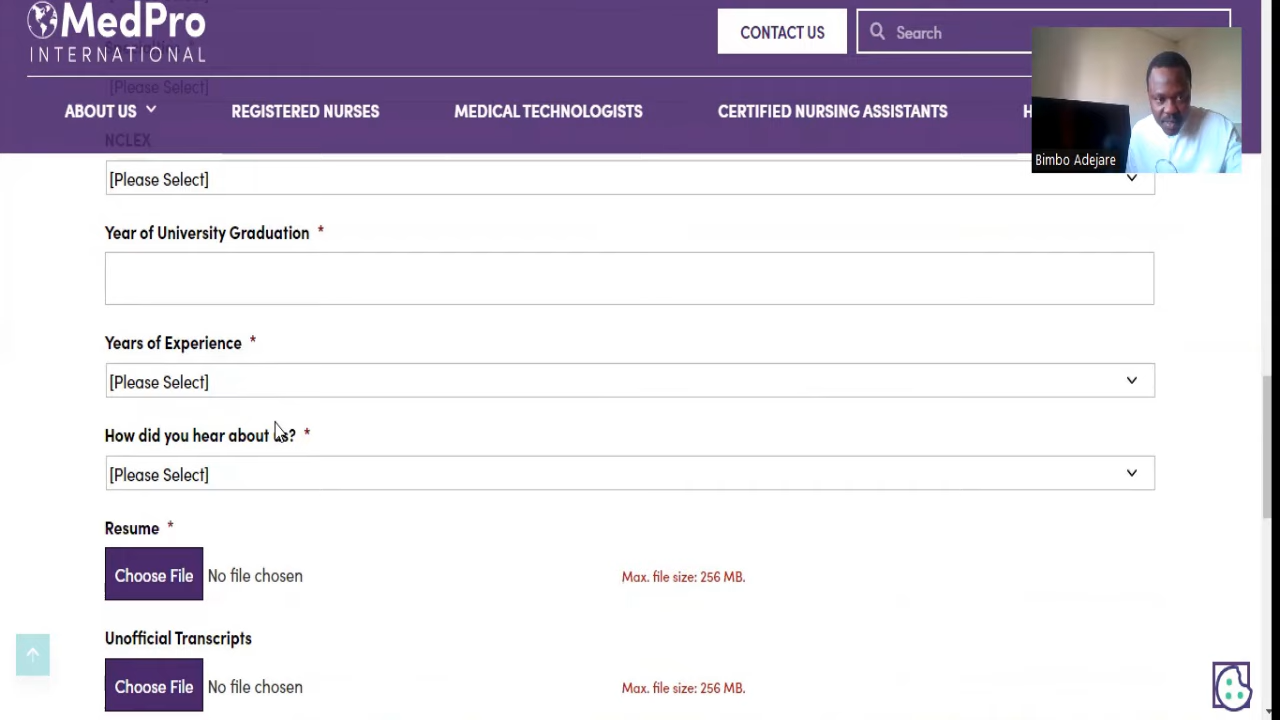 MedPro
INTERNATIONAL
CONTACT US
Search
[Please Select]
ABOUT US
REGISTERED NURSES
MEDICAL TECHNOLOGISTS
CERTIFIED NURSING ASSISTANTS
H
Bimbo Adejare
NCLEX
[Please Select]
Year of University Graduation *
Years of Experience *
[Please Select]
How did you hear about us? *
[Please Select]
Resume *
Choose File No file chosen
Max. file size: 256 MB.
Unofficial Transcripts
Choose File No file chosen
Max. file size: 256 MB.